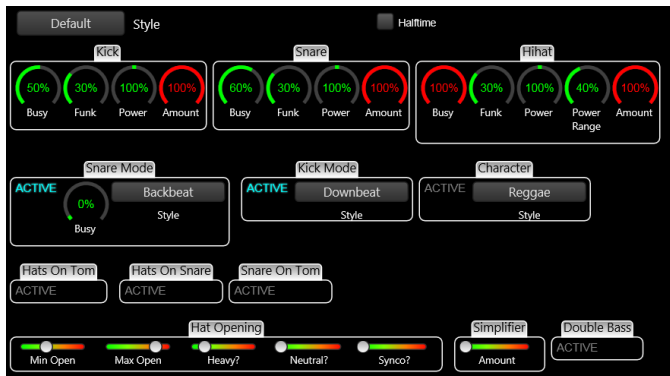 Default Style Halftime
Kick Snare Hihat
50% 30% 100% 100% 60% 30% 100% 100% 100% 30% 100% 40% 100%
Busy Funk Power Amount Busy Funk Power Amount Busy Funk Power Power Range Amount
Snare Mode Kick Mode Character
ACTIVE 0% Backbeat ACTIVE Downbeat ACTIVE Reggae
Busy Style Style Style
Hats On Tom Hats On Snare Snare On Tom
ACTIVE ACTIVE ACTIVE
Hat Opening Simplifier Double Bass
Min Open Max Open Heavy? Neutral? Synco? Amount ACTIVE